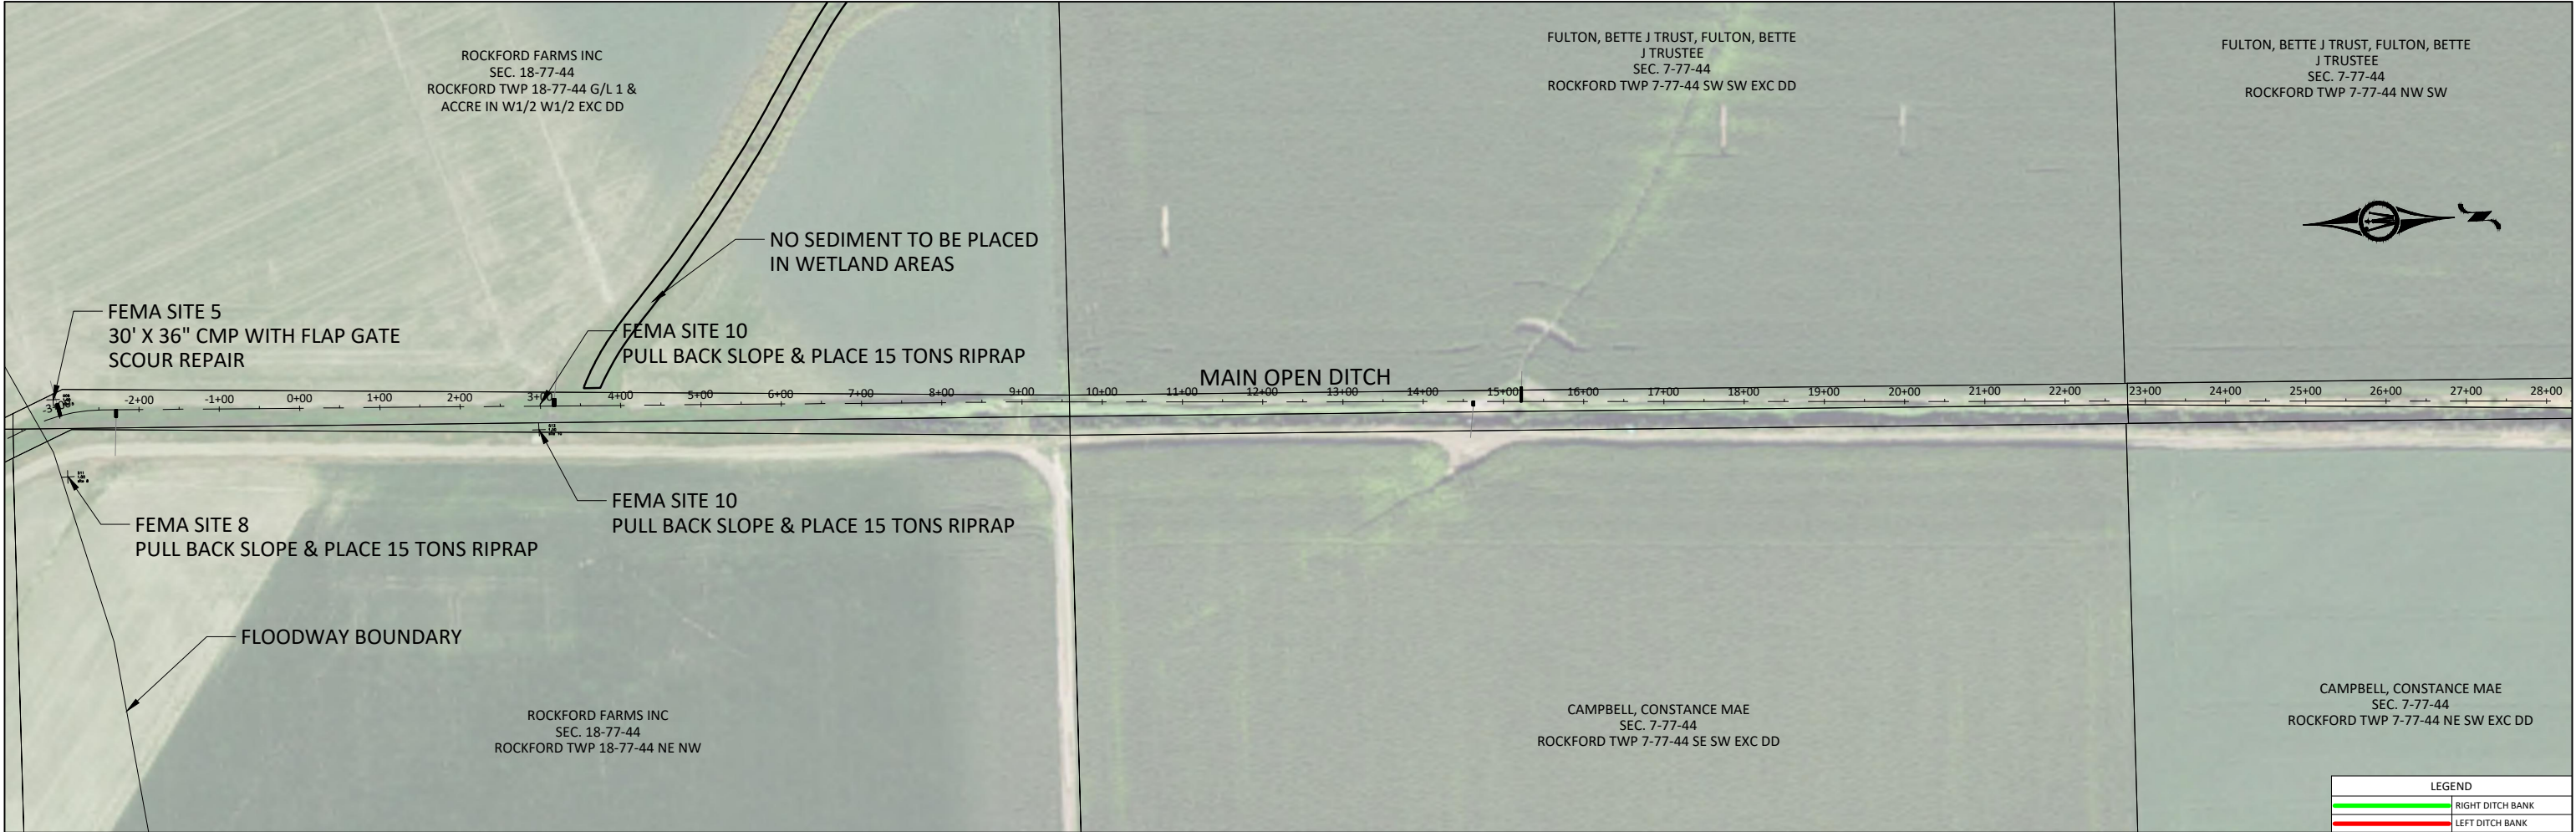 ROCKFORD FARMS INC
SEC. 18-77-44
ROCKFORD TWP 18-77-44 G/L 1 &
ACCRE IN W1/2 W1/2 EXC DD
FULTON, BETTE J TRUST, FULTON, BETTE
J TRUSTEE
SEC. 7-77-44
ROCKFORD TWP 7-77-44 SW SW EXC DD
FULTON, BETTE J TRUST, FULTON, BETTE
J TRUSTEE
SEC. 7-77-44
ROCKFORD TWP 7-77-44 NW SW
NO SEDIMENT TO BE PLACED
IN WETLAND AREAS
FEMA SITE 5
30' X 36" CMP WITH FLAP GATE
SCOUR REPAIR
FEMA SITE 10
PULL BACK SLOPE & PLACE 15 TONS RIPRAP
MAIN OPEN DITCH
-2+00 -1+00 0+00 1+00 2+00 3+00 4+00 5+00 6+00 7+00 8+00 9+00 10+00 11+00 12+00 13+00 14+00 15+00 16+00 17+00 18+00 19+00 20+00 21+00 22+00 23+00 24+00 25+00 26+00 27+00 28+00
FEMA SITE 8
PULL BACK SLOPE & PLACE 15 TONS RIPRAP
FEMA SITE 10
PULL BACK SLOPE & PLACE 15 TONS RIPRAP
FLOODWAY BOUNDARY
ROCKFORD FARMS INC
SEC. 18-77-44
ROCKFORD TWP 18-77-44 NE NW
CAMPBELL, CONSTANCE MAE
SEC. 7-77-44
ROCKFORD TWP 7-77-44 SE SW EXC DD
CAMPBELL, CONSTANCE MAE
SEC. 7-77-44
ROCKFORD TWP 7-77-44 NE SW EXC DD
LEGEND
RIGHT DITCH BANK
LEFT DITCH BANK